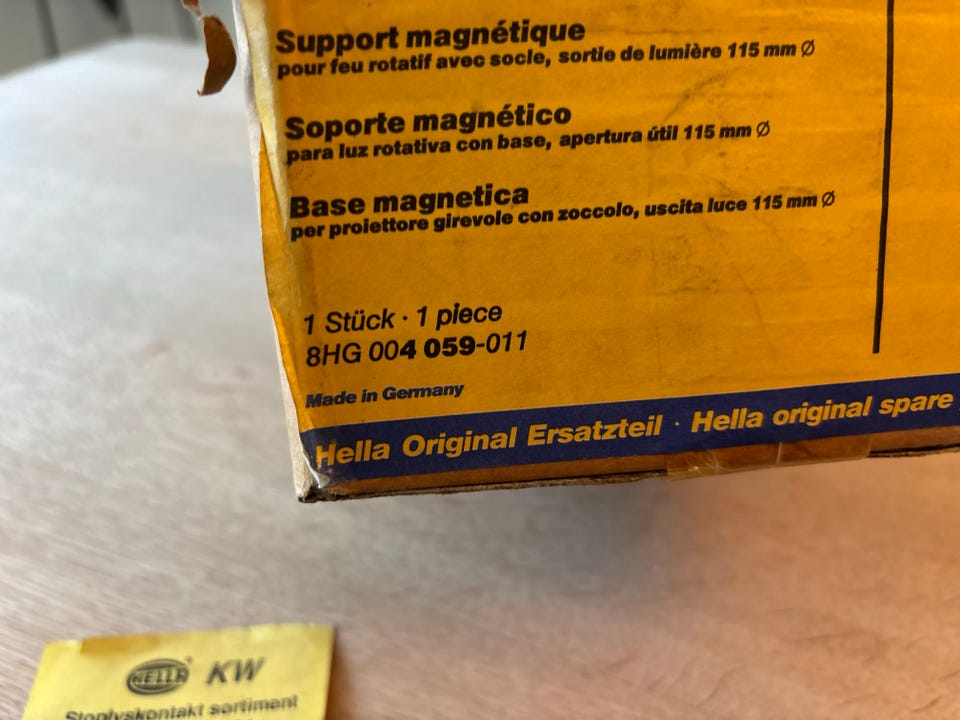 Support magnétique
pour feu rotatif avec socle, sortie de lumière 115 mm Ø
Soporte magnético
para luz rotativa con base, apertura útil 115 mm Ø
Base magnetica
per proiettore girevole con zoccolo, uscita luce 115 mm Ø
1 Stück · 1 piece
8HG 004 059-011
Made in Germany
Hella Original Ersatzteil · Hella original spare
HELLA KW
Stoplyskontakt sortiment